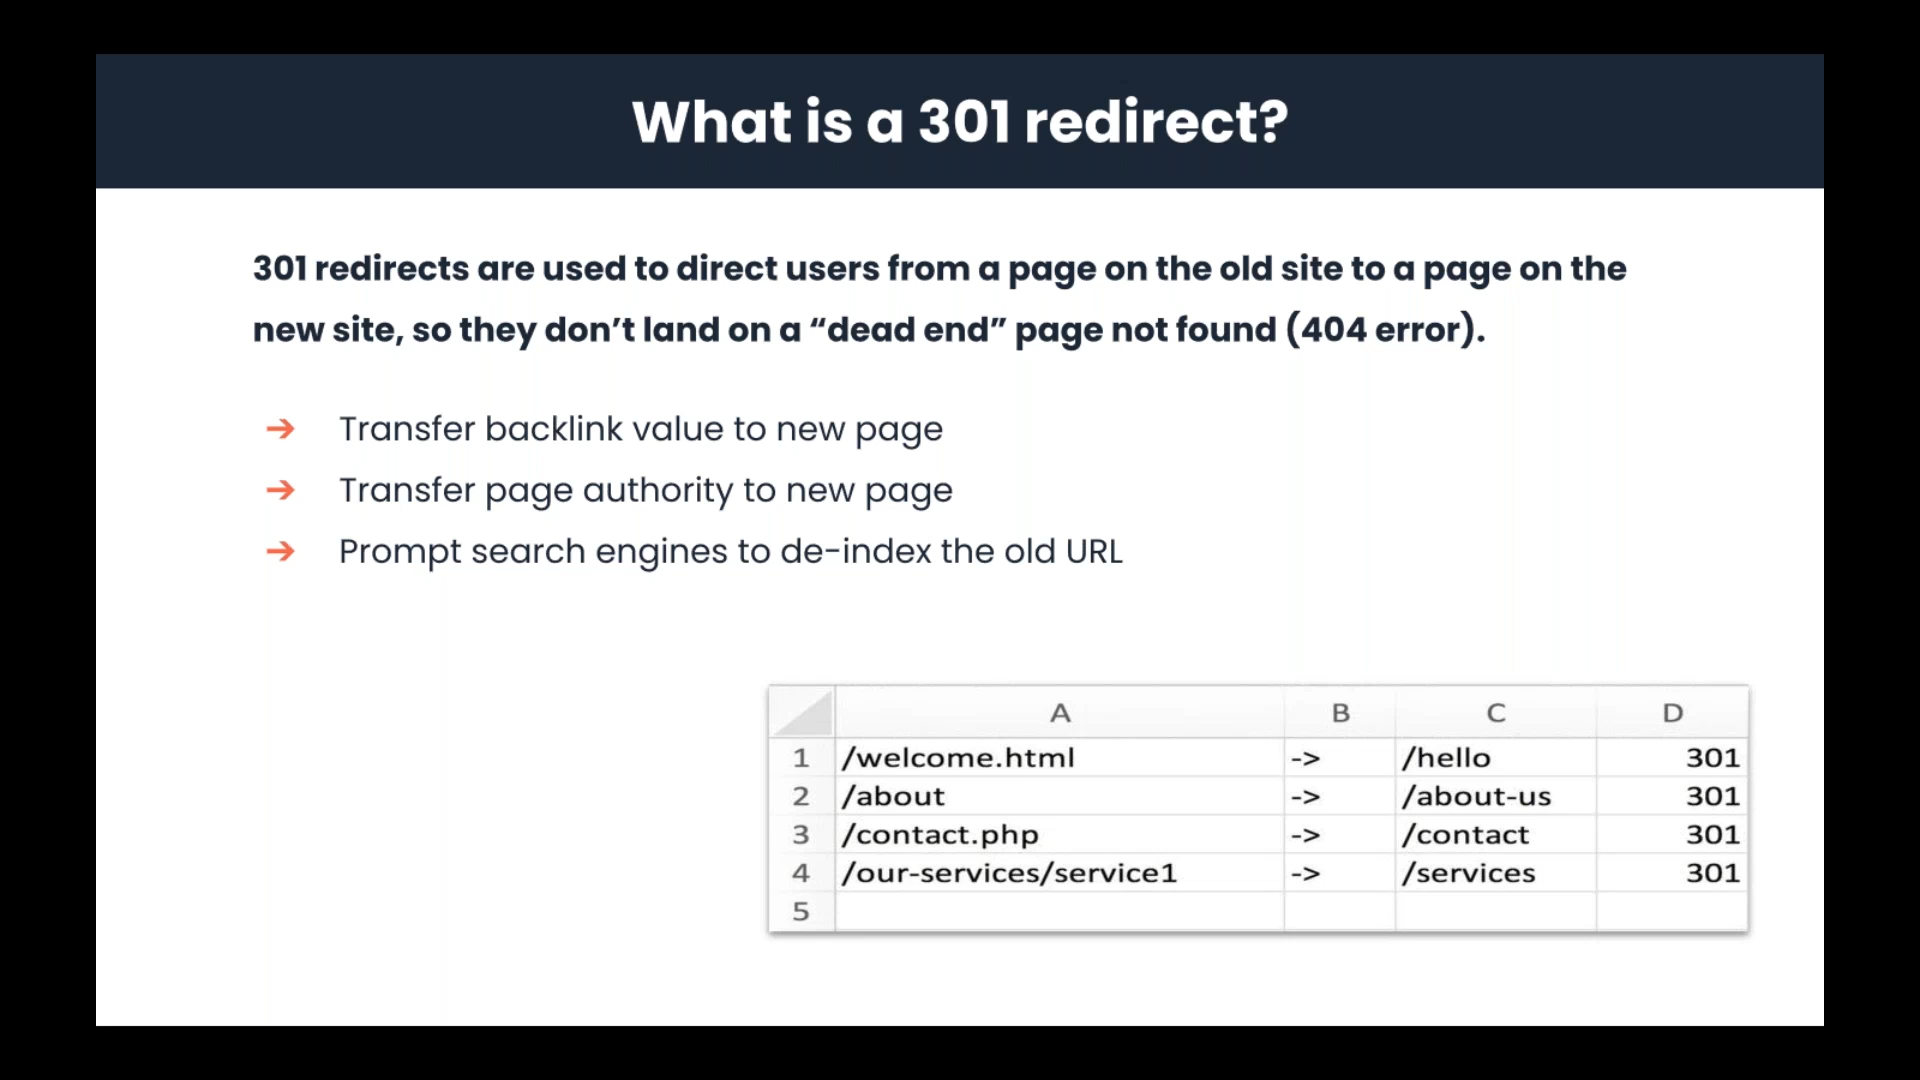 What is a 301 redirect?
301 redirects are used to direct users from a page on the old site to a page on the
new site, so they don’t land on a “dead end” page not found (404 error).
➔ Transfer backlink value to new page
➔ Transfer page authority to new page
➔ Prompt search engines to de-index the old URL
A B C D
1 /welcome.html -> /hello 301
2 /about -> /about-us 301
3 /contact.php -> /contact 301
4 /our-services/service1 -> /services 301
5